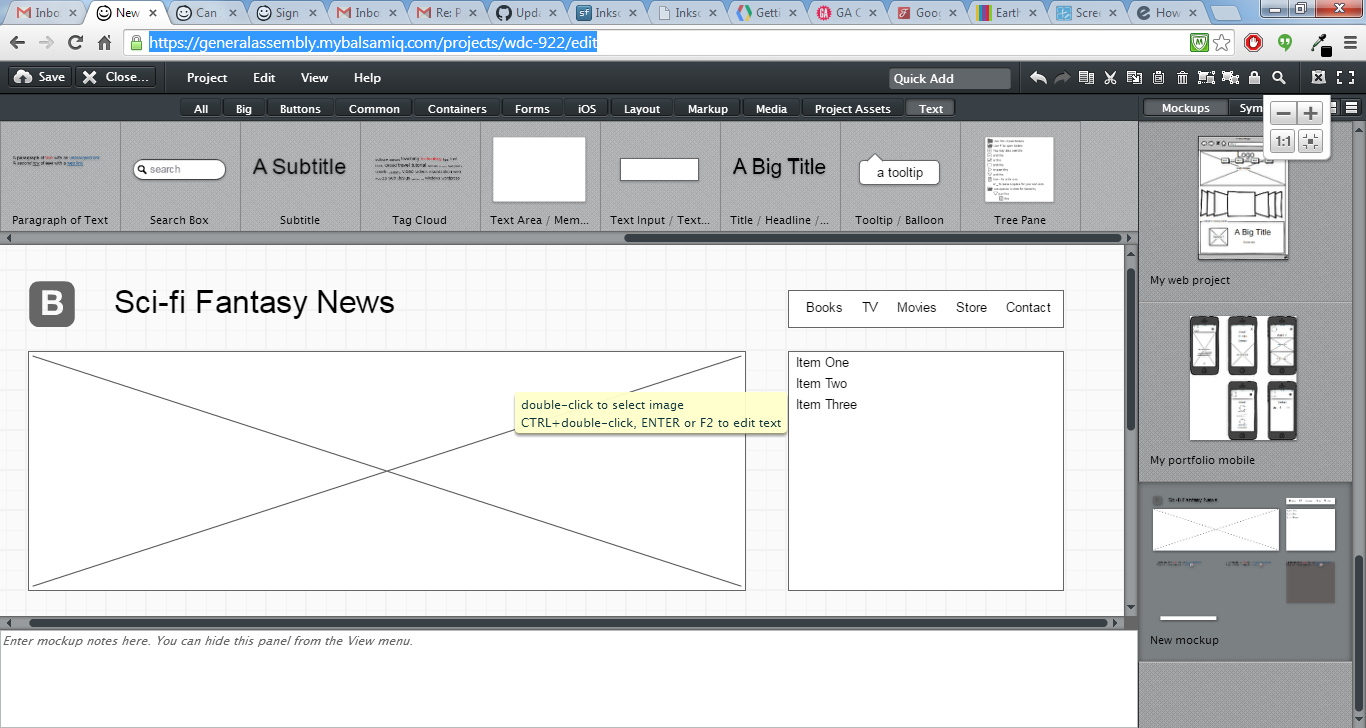 Inbo
New
Can
Sign
Inbo
Re: P
Upda
Inksc
Inksc
Getti
GA C
Goog
Earth
Scree
How
https://generalassembly.mybalsamiq.com/projects/wdc-922/edit
Save Close... Project Edit View Help Quick Add
All Big Buttons Common Containers Forms iOS Layout Markup Media Project Assets Text
Mockups Sym
1:1
search
A Subtitle
A Big Title
a tooltip
Paragraph of Text
Search Box
Subtitle
Tag Cloud
Text Area / Mem...
Text Input / Text...
Title / Headline /...
Tooltip / Balloon
Tree Pane
B
Sci-fi Fantasy News
Books TV Movies Store Contact
Item One
Item Two
Item Three
double-click to select image
CTRL+double-click, ENTER or F2 to edit text
Enter mockup notes here. You can hide this panel from the View menu.
Logo
A Big Title
My web project
My portfolio mobile
Sci-fi Fantasy News
New mockup